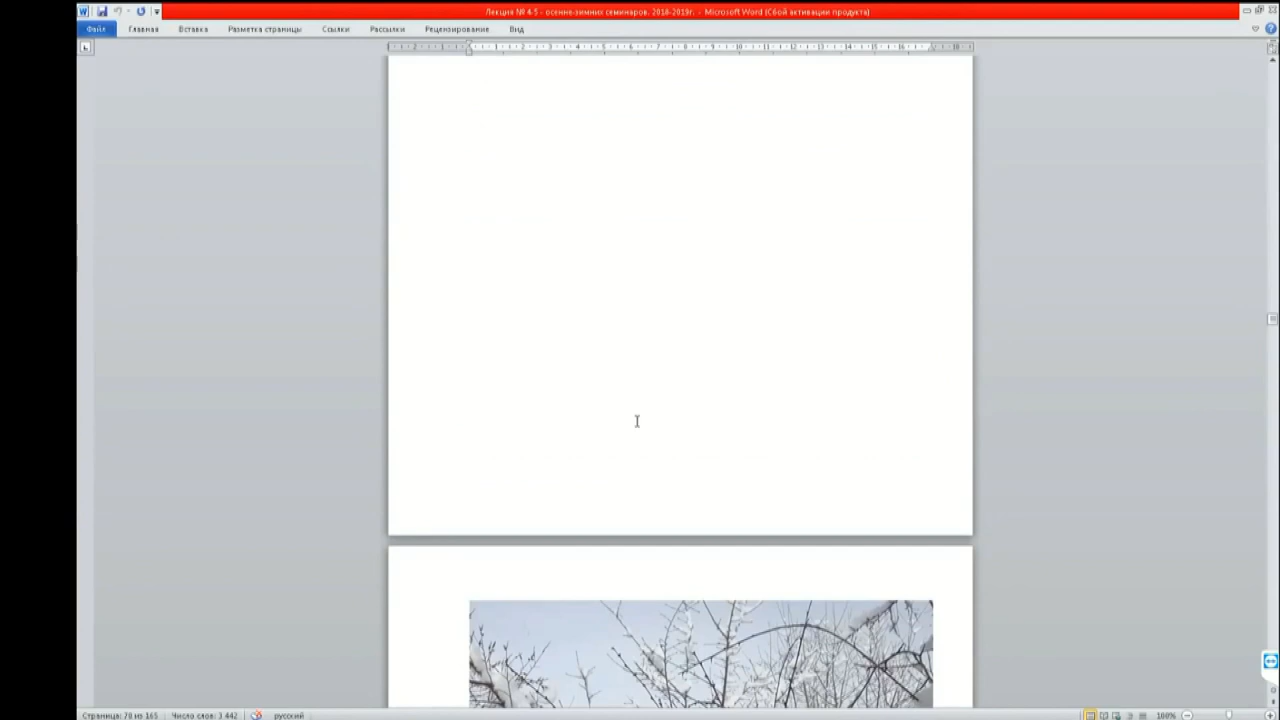 Лекция № 4-5 - осенне-зимних семинаров. 2018-2019г. - Microsoft Word (Сбой активации продукта)
Файл Главная Вставка Разметка страницы Ссылки Рассылки Рецензирование Вид
Страница: 78 из 165 Число слов: 3 442 русский 100%